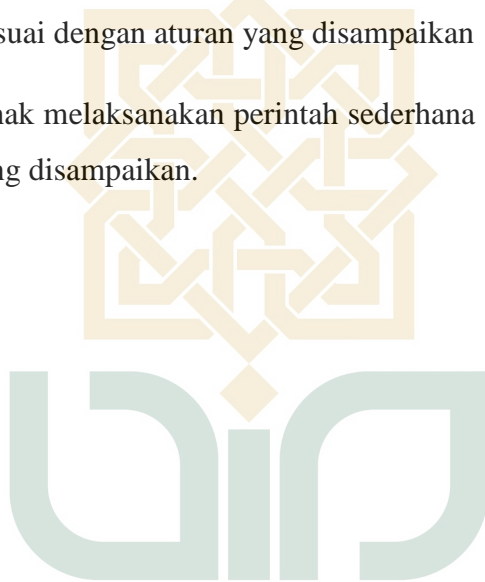 suai dengan aturan yang disampaikan
nak melaksanakan perintah sederhana
ng disampaikan.